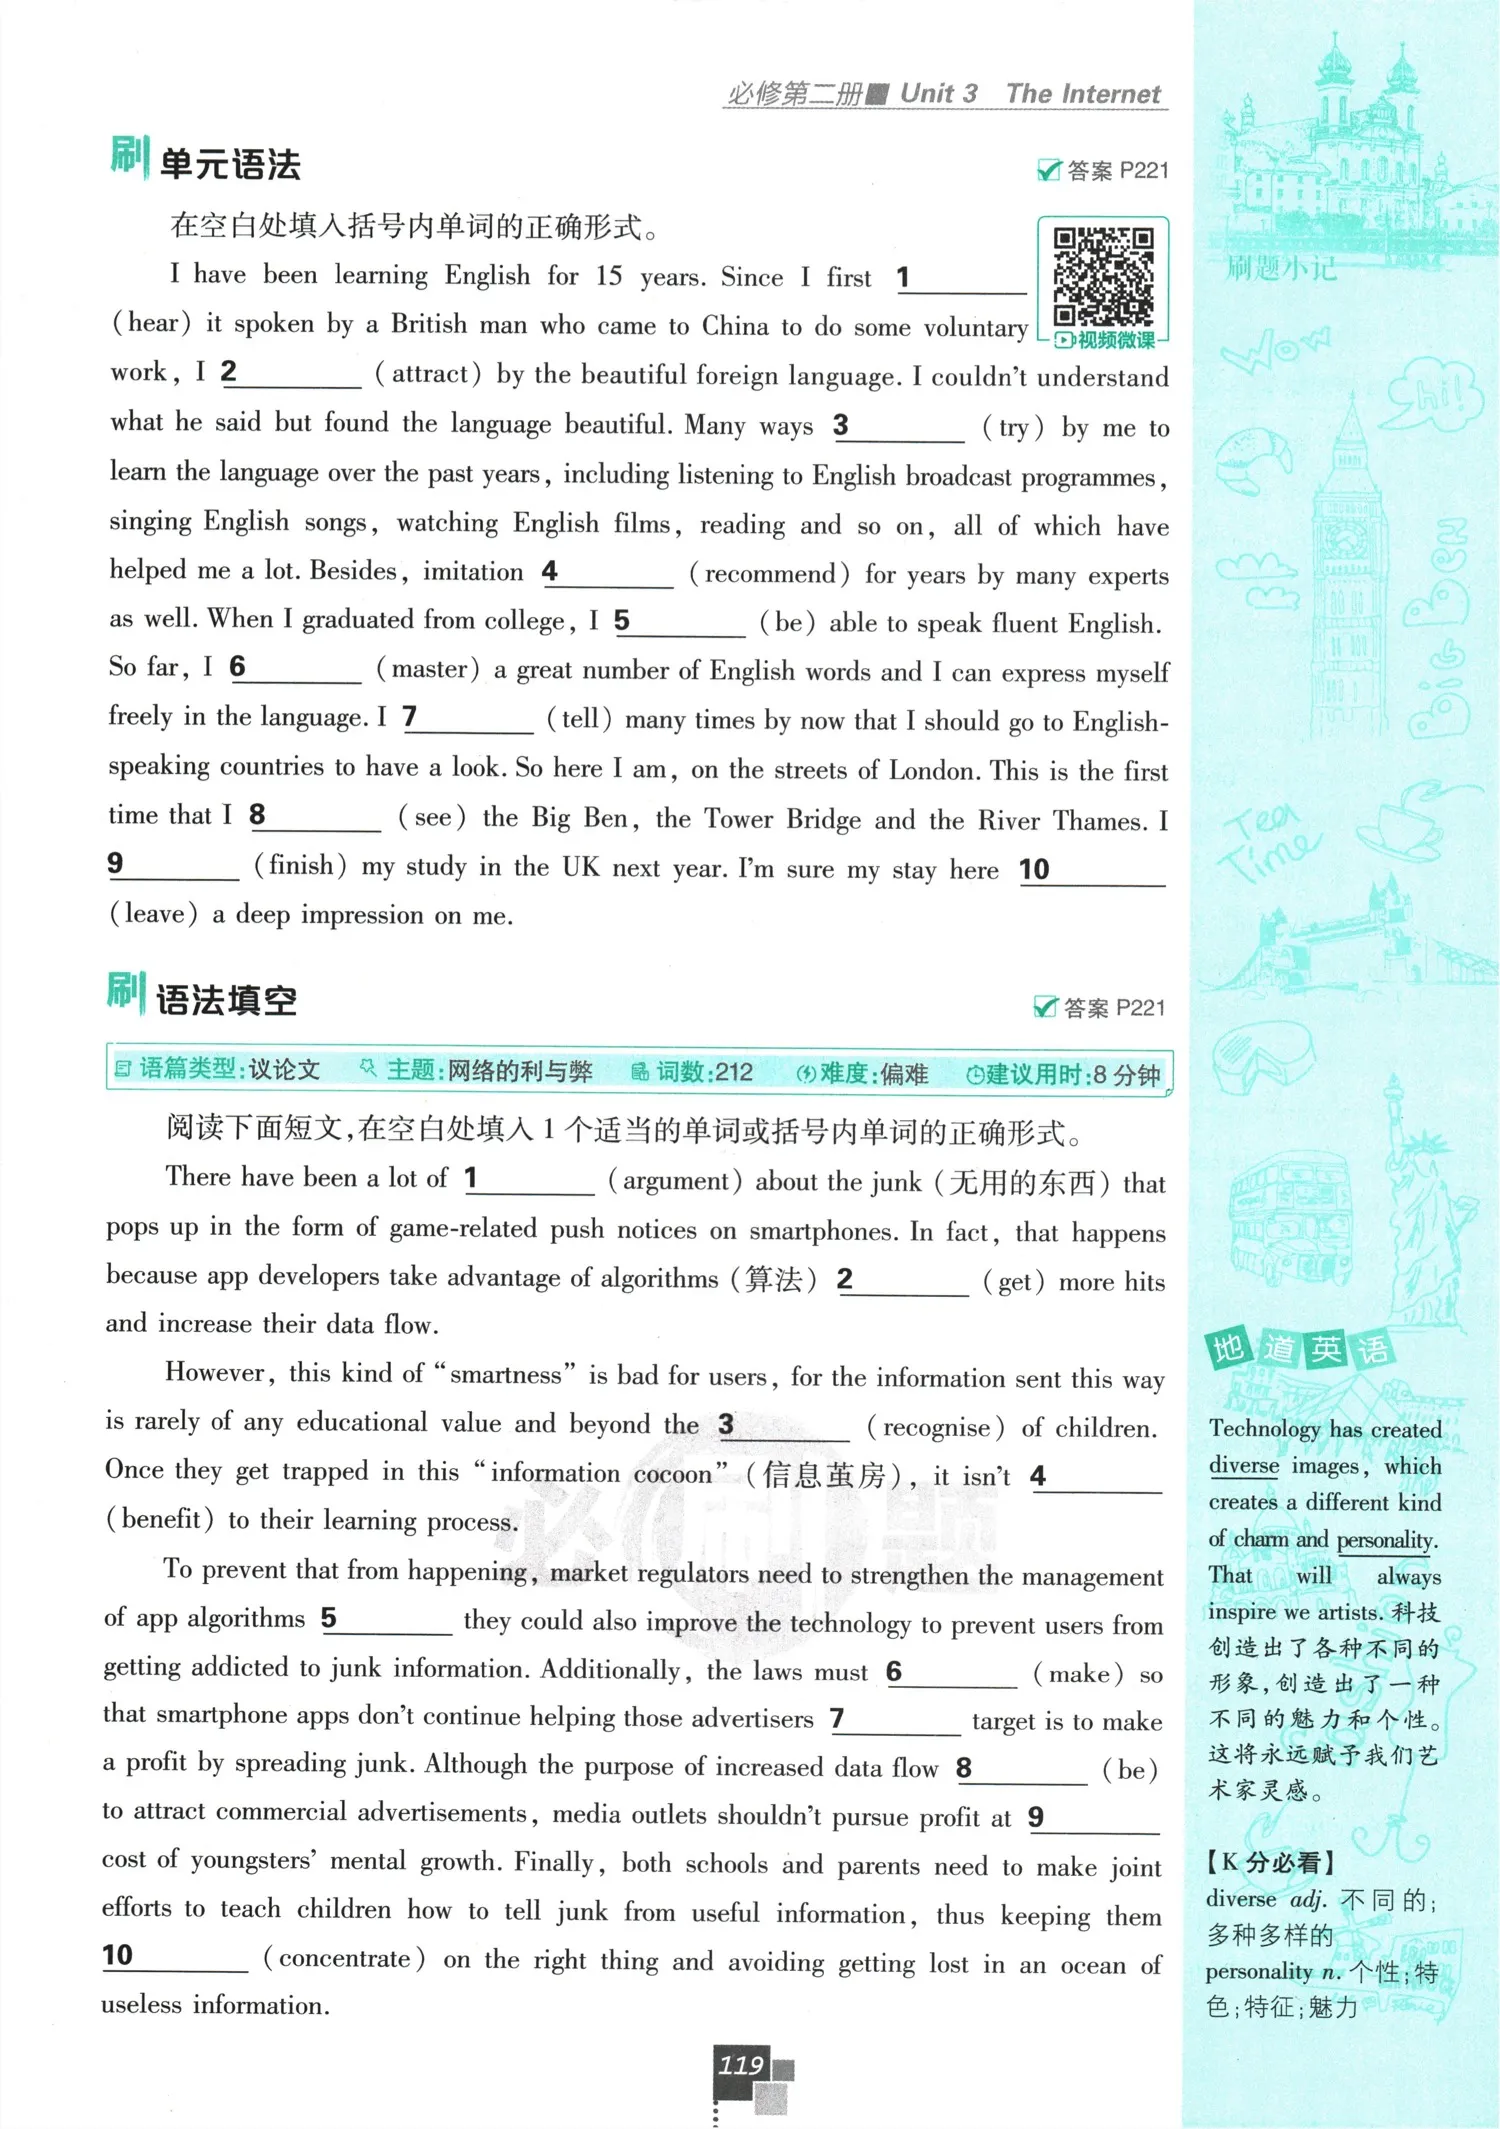 必修第二册 Unit 3 The Internet
刷 单元语法
答案 P221
在空白处填入括号内单词的正确形式。
I have been learning English for 15 years. Since I first 1
(hear) it spoken by a British man who came to China to do some voluntary
视频微课
work, I 2 (attract) by the beautiful foreign language. I couldn't understand
what he said but found the language beautiful. Many ways 3 (try) by me to
learn the language over the past years, including listening to English broadcast programmes,
singing English songs, watching English films, reading and so on, all of which have
helped me a lot. Besides, imitation 4 (recommend) for years by many experts
as well. When I graduated from college, I 5 (be) able to speak fluent English.
So far, I 6 (master) a great number of English words and I can express myself
freely in the language. I 7 (tell) many times by now that I should go to English-
speaking countries to have a look. So here I am, on the streets of London. This is the first
time that I 8 (see) the Big Ben, the Tower Bridge and the River Thames. I
9 (finish) my study in the UK next year. I'm sure my stay here 10
(leave) a deep impression on me.
刷 语法填空
答案 P221
语篇类型:议论文 主题:网络的利与弊 词数:212 难度:偏难 建议用时:8 分钟
阅读下面短文,在空白处填入 1 个适当的单词或括号内单词的正确形式。
There have been a lot of 1 (argument) about the junk (无用的东西) that
pops up in the form of game-related push notices on smartphones. In fact, that happens
because app developers take advantage of algorithms (算法) 2 (get) more hits
and increase their data flow.
However, this kind of “smartness” is bad for users, for the information sent this way
is rarely of any educational value and beyond the 3 (recognise) of children.
Once they get trapped in this “information cocoon” (信息茧房), it isn't 4
(benefit) to their learning process.
To prevent that from happening, market regulators need to strengthen the management
of app algorithms 5 they could also improve the technology to prevent users from
getting addicted to junk information. Additionally, the laws must 6 (make) so
that smartphone apps don't continue helping those advertisers 7 target is to make
a profit by spreading junk. Although the purpose of increased data flow 8 (be)
to attract commercial advertisements, media outlets shouldn't pursue profit at 9
cost of youngsters' mental growth. Finally, both schools and parents need to make joint
efforts to teach children how to tell junk from useful information, thus keeping them
10 (concentrate) on the right thing and avoiding getting lost in an ocean of
useless information.
119
刷题小记
Wow
hi!
Big Ben
Tea
Time
地道英语
Technology has created
diverse images, which
creates a different kind
of charm and personality.
That will always
inspire we artists. 科技
创造出了各种不同的
形象,创造出了一种
不同的魅力和个性。
这将永远赋予我们艺
术家灵感。
【K 分必看】
diverse adj. 不同的;
多种多样的
personality n. 个性;特
色;特征;魅力
必刷题